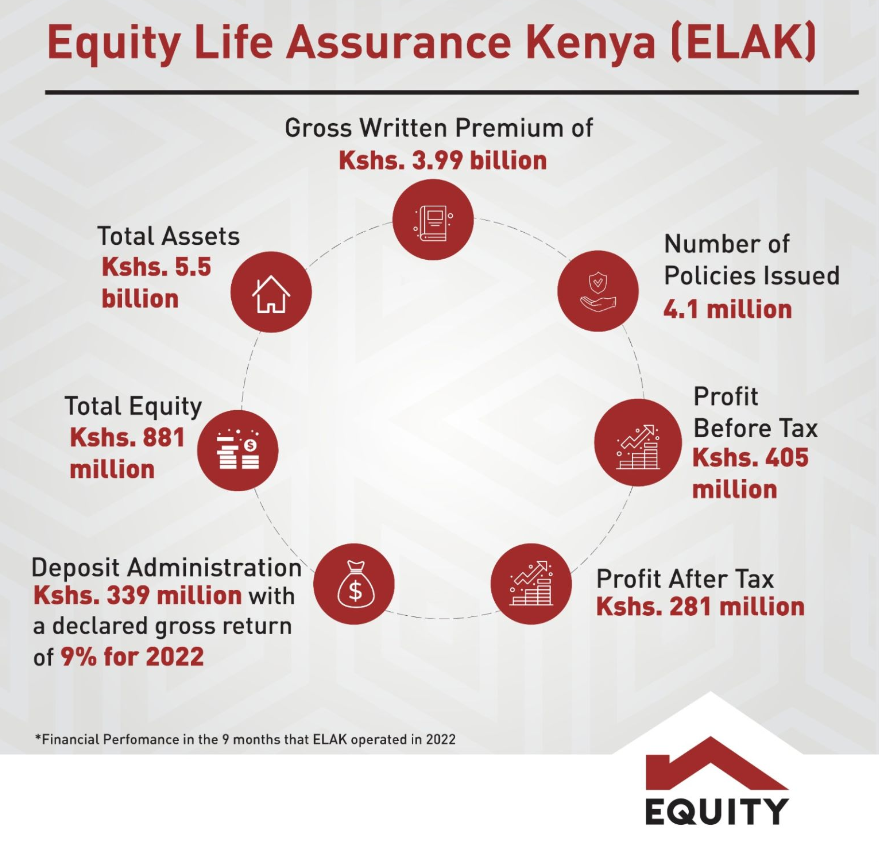 Equity Life Assurance Kenya (ELAK)
Gross Written Premium of
Kshs. 3.99 billion
Number of
Policies Issued
4.1 million
Profit
Before Tax
Kshs. 405
million
Profit After Tax
Kshs. 281 million
Deposit Administration
Kshs. 339 million with
a declared gross return
of 9% for 2022
Total Equity
Kshs. 881
million
Total Assets
Kshs. 5.5
billion
*Financial Perfomance in the 9 months that ELAK operated in 2022
EQUITY